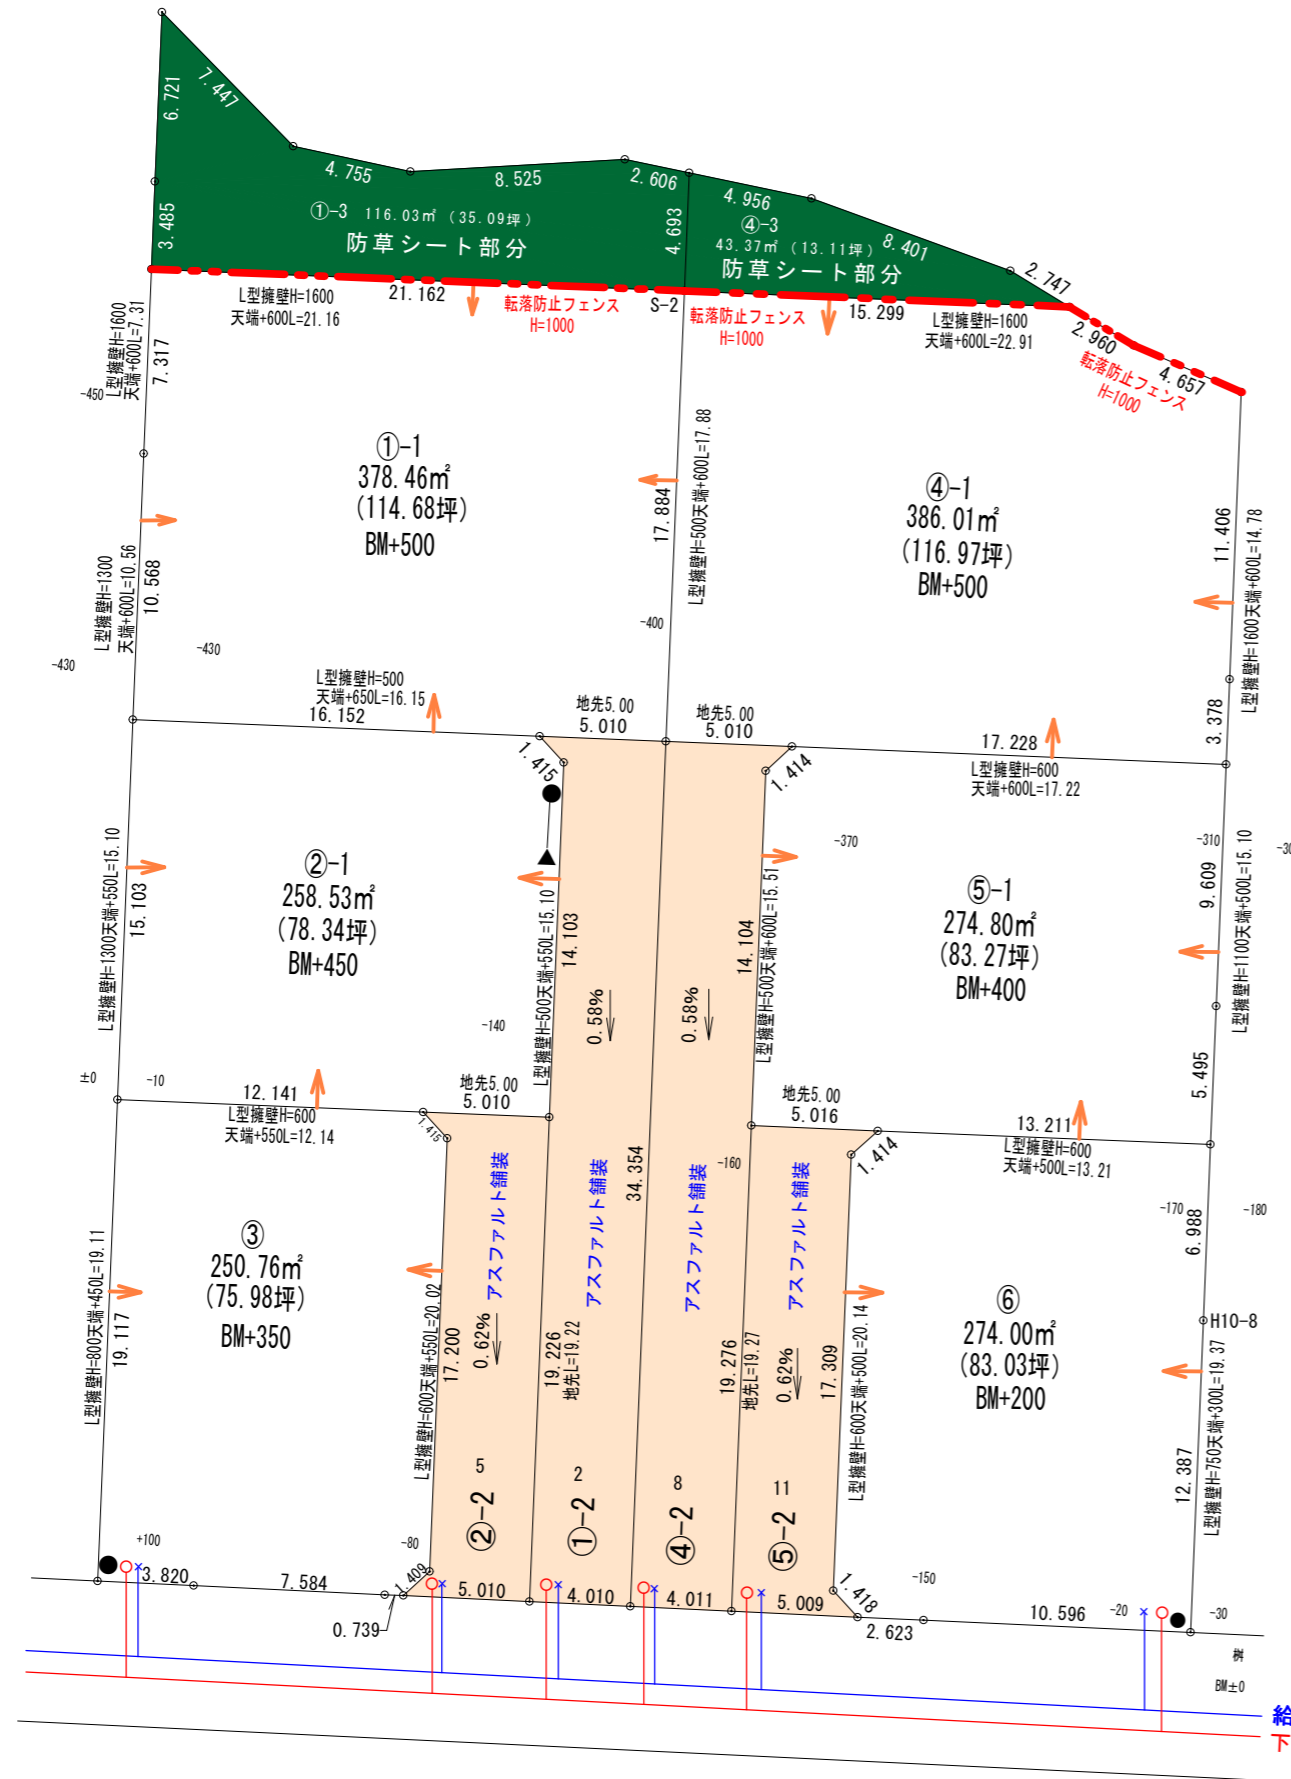 6.721
7.447
3.485
4.755
8.525
2.606
4.693
4.956
8.401
2.747
①-3 116.03㎡ (35.09坪)
防草シート部分
④-3
43.37㎡ (13.11坪)
防草シート部分
L型擁壁H=1600
天端+600L=21.16
21.162
転落防止フェンス
H=1000
S-2
転落防止フェンス
H=1000
15.299
L型擁壁H=1600
天端+600L=22.91
2.960
4.657
転落防止フェンス
H=1000
L型擁壁H=1600
天端+600L=7.31
7.317
-450
①-1
378.46㎡
(114.68坪)
BM+500
17.884
L型擁壁H=500天端+600L=17.88
④-1
386.01㎡
(116.97坪)
BM+500
11.406
L型擁壁H=1600天端+600L=14.78
3.378
L型擁壁H=1300
天端+600L=10.56
10.568
-430
-430
-400
L型擁壁H=500
天端+650L=16.15
16.152
地先5.00
5.010
地先5.00
5.010
17.228
L型擁壁H=600
天端+600L=17.22
1.415
1.414
-370
-310
-30
L型擁壁H=1300天端+550L=15.10
15.103
②-1
258.53㎡
(78.34坪)
BM+450
L型擁壁H=500天端+550L=15.10
14.103
0.58%
0.58%
14.104
L型擁壁H=500天端+600L=15.51
⑤-1
274.80㎡
(83.27坪)
BM+400
9.609
L型擁壁H=1100天端+500L=15.10
5.495
-140
±0
-10
12.141
L型擁壁H=600
天端+550L=12.14
地先5.00
5.010
1.415
地先5.00
5.016
1.414
13.211
L型擁壁H=600
天端+500L=13.21
34.354
-160
アスファルト舗装
アスファルト舗装
アスファルト舗装
アスファルト舗装
-170
-180
6.988
H10-8
③
250.76㎡
(75.98坪)
BM+350
L型擁壁H=800天端+450L=19.11
19.117
L型擁壁H=600天端+550L=20.02
17.200
0.62%
19.226
地先L=19.22
19.276
地先L=19.27
0.62%
17.309
L型擁壁H=600天端+500L=20.14
⑥
274.00㎡
(83.03坪)
BM+200
12.387
L型擁壁H=750天端+300L=19.37
5
②-2
2
①-2
8
④-2
11
⑤-2
+100
-80
3.820
7.584
0.739
1.409
5.010
4.010
4.011
5.009
1.418
2.623
-150
10.596
-20
-30
BM±0
給
下